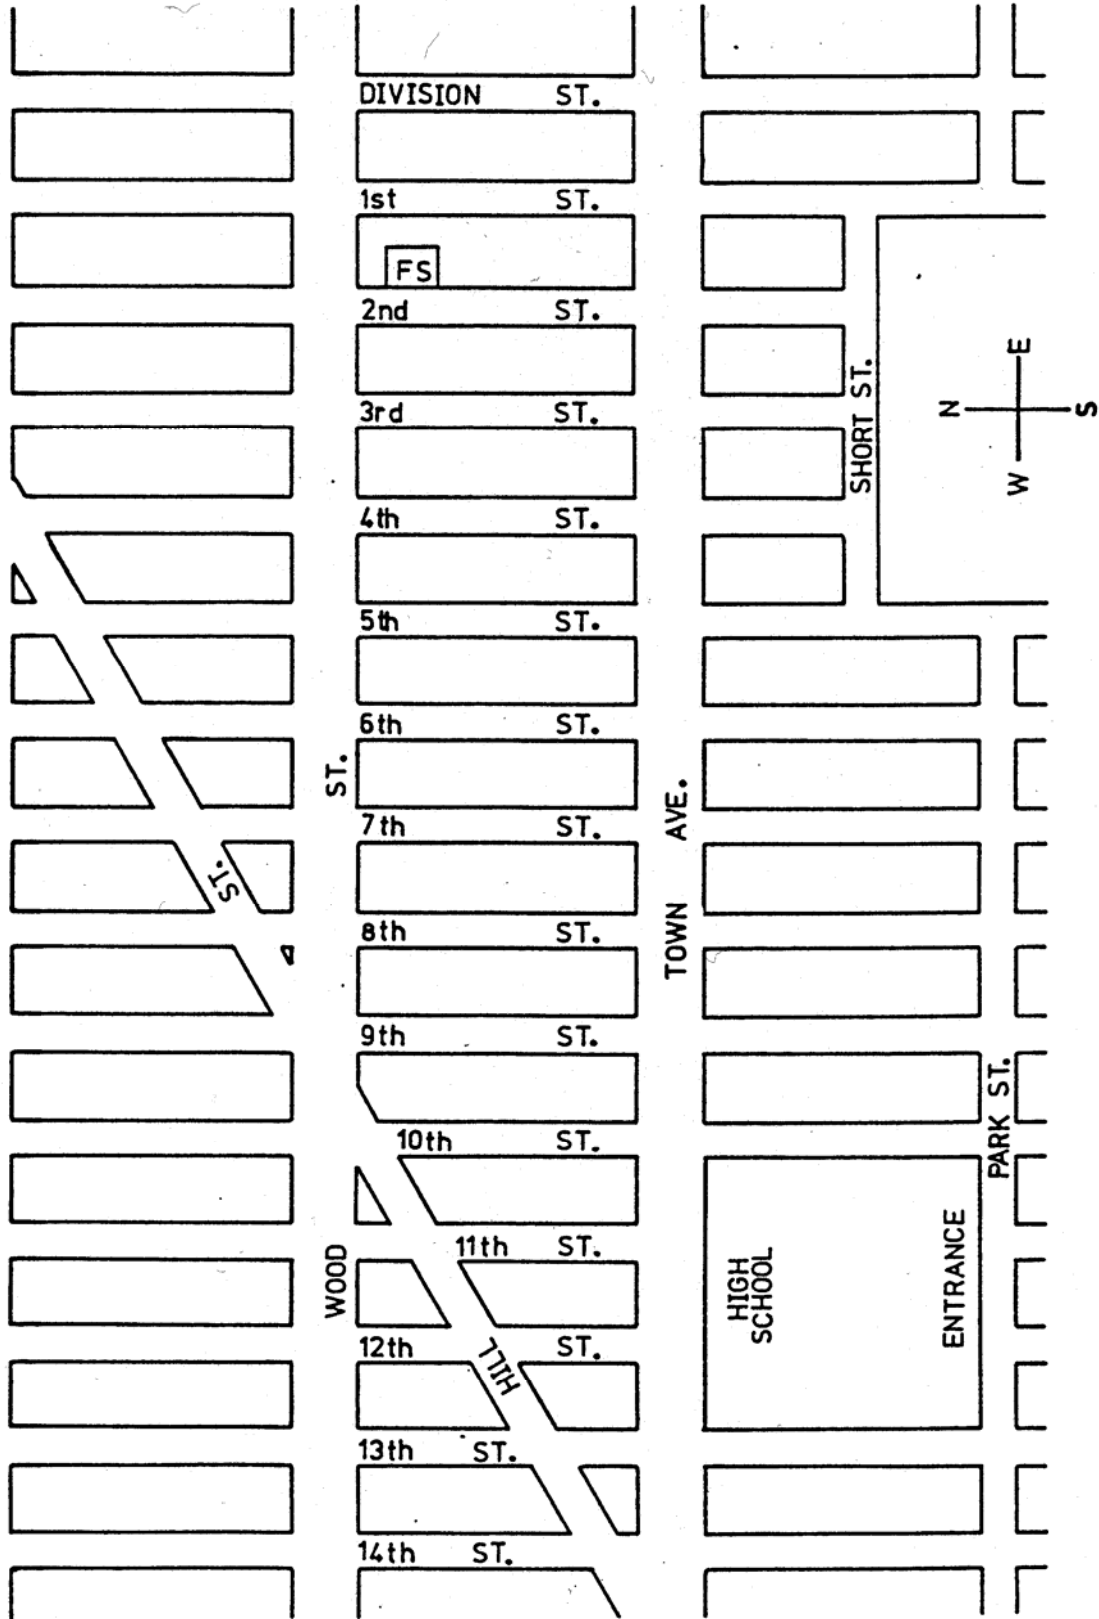 DIVISION ST.
1st ST.
FS
2nd ST.
3rd ST.
SHORT ST.
N
E
S
W
4th ST.
5th ST.
6th ST.
WOOD ST.
TOWN AVE.
7th ST.
8th ST.
9th ST.
PARK ST.
10th ST.
11th ST.
HIGH
SCHOOL
ENTRANCE
12th ST.
HILL ST.
13th ST.
14th ST.